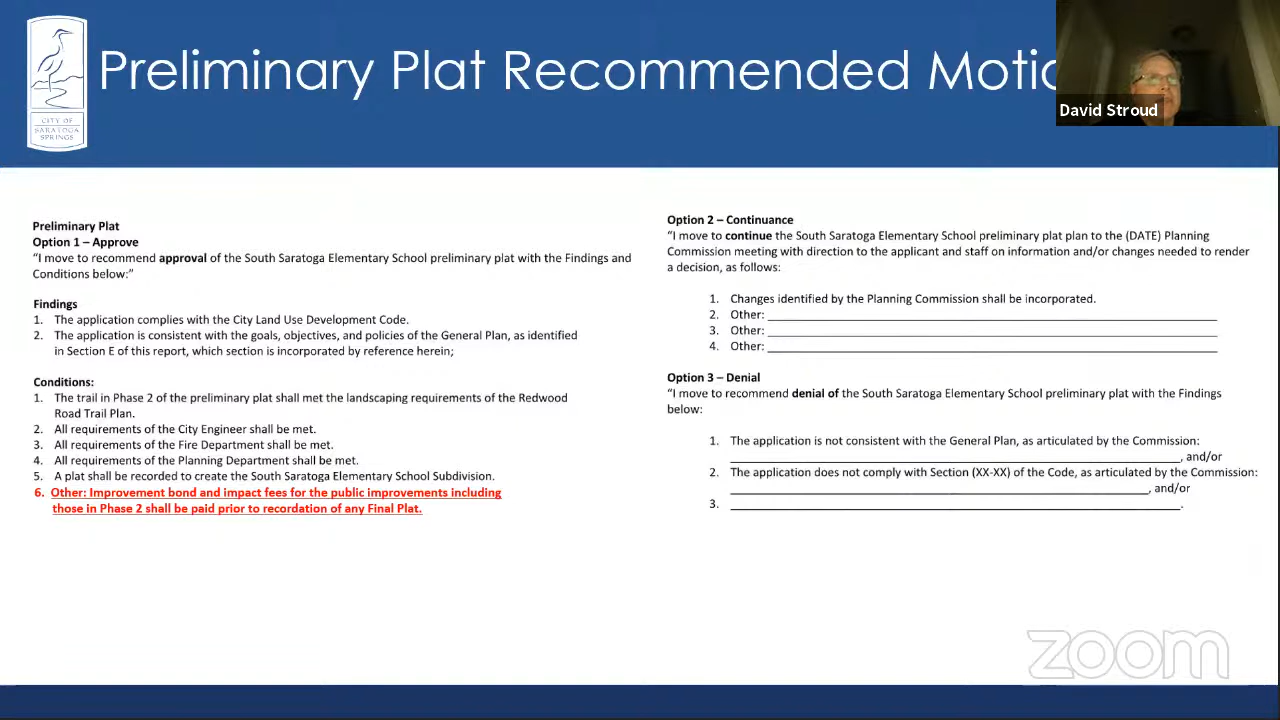 Preliminary Plat Recommended Motio
CITY OF
SARATOGA
SPRINGS
David Stroud
Preliminary Plat
Option 1 – Approve
“I move to recommend approval of the South Saratoga Elementary School preliminary plat with the Findings and
Conditions below:”
Findings
1. The application complies with the City Land Use Development Code.
2. The application is consistent with the goals, objectives, and policies of the General Plan, as identified
in Section E of this report, which section is incorporated by reference herein;
Conditions:
1. The trail in Phase 2 of the preliminary plat shall met the landscaping requirements of the Redwood
Road Trail Plan.
2. All requirements of the City Engineer shall be met.
3. All requirements of the Fire Department shall be met.
4. All requirements of the Planning Department shall be met.
5. A plat shall be recorded to create the South Saratoga Elementary School Subdivision.
6. Other: Improvement bond and impact fees for the public improvements including
those in Phase 2 shall be paid prior to recordation of any Final Plat.
Option 2 – Continuance
“I move to continue the South Saratoga Elementary School preliminary plat plan to the (DATE) Planning
Commission meeting with direction to the applicant and staff on information and/or changes needed to render
a decision, as follows:
1. Changes identified by the Planning Commission shall be incorporated.
2. Other: ____________________
3. Other: ____________________
4. Other: ____________________
Option 3 – Denial
“I move to recommend denial of the South Saratoga Elementary School preliminary plat with the Findings
below:
1. The application is not consistent with the General Plan, as articulated by the Commission:
____________________, and/or
2. The application does not comply with Section (XX-XX) of the Code, as articulated by the Commission:
____________________, and/or
3. ____________________.
zoom